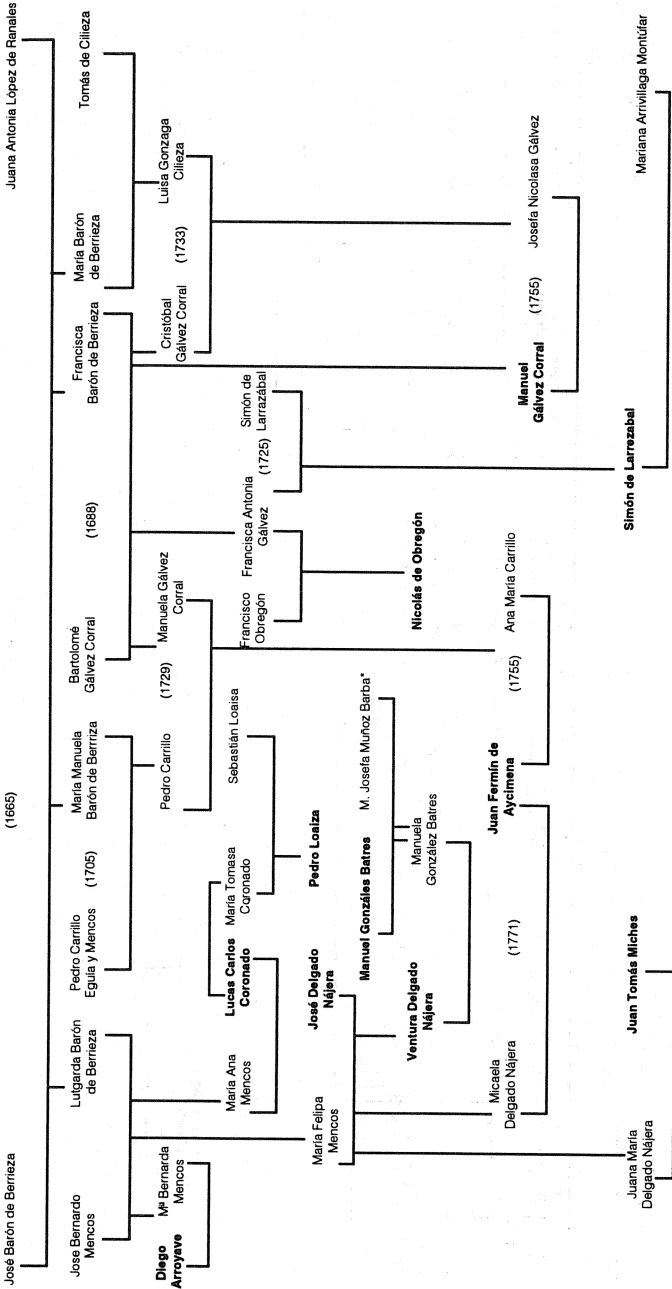 José Barón de Berrieza
(1665)
Juana Antonia López de Ranales
Jose Bernardo
Mencos
Lutgarda Barón
de Berrieza
Pedro Carrillo
Eguía y Mencos
(1705)
María Manuela
Barón de Berrriza
Bartolomé
Gálvez Corral
(1688)
Francisca
Barón de Berrieza
María Barón
de Berrieza
Tomás de Cilieza
Diego
Arroyave
Mª Bernarda
Mencos
María Ana
Mencos
Lucas Carlos
Coronado
María Tomasa
Coronado
Sebastián Loaisa
Pedro Carrillo
(1729)
Manuela Gálvez
Corral
Francisco
Obregón
Francisca Antonia
Gálvez
(1725)
Simón de
Larrazábal
Cristóbal
Gálvez Corral
(1733)
Luisa Gonzaga
Cilieza
María Felipa
Mencos
José Delgado
Nájera
Pedro Loaiza
Manuel Gonzáles Batres
M. Josefa Muñoz Barba*
Nicolás de Obregón
Ventura Delgado
Nájera
Manuela
González Batres
Micaela
Delgado Nájera
(1771)
Juan Fermín de
Aycimena
(1755)
Ana María Carrillo
Manuel
Gálvez Corral
(1755)
Josefa Nicolasa Gálvez
Juana María
Delgado Nájera
Juan Tomás Miches
Simón de Larrezabal
Mariana Arrivillaga Montúfar